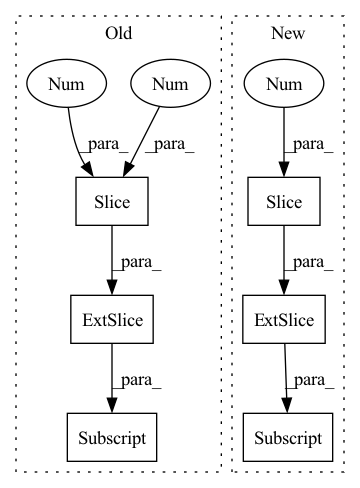 Old New
Num Num Num
_para_ _para_ _para_
Slice Slice
_para_ _para_
ExtSlice ExtSlice
_para_ _para_
Subscript Subscript